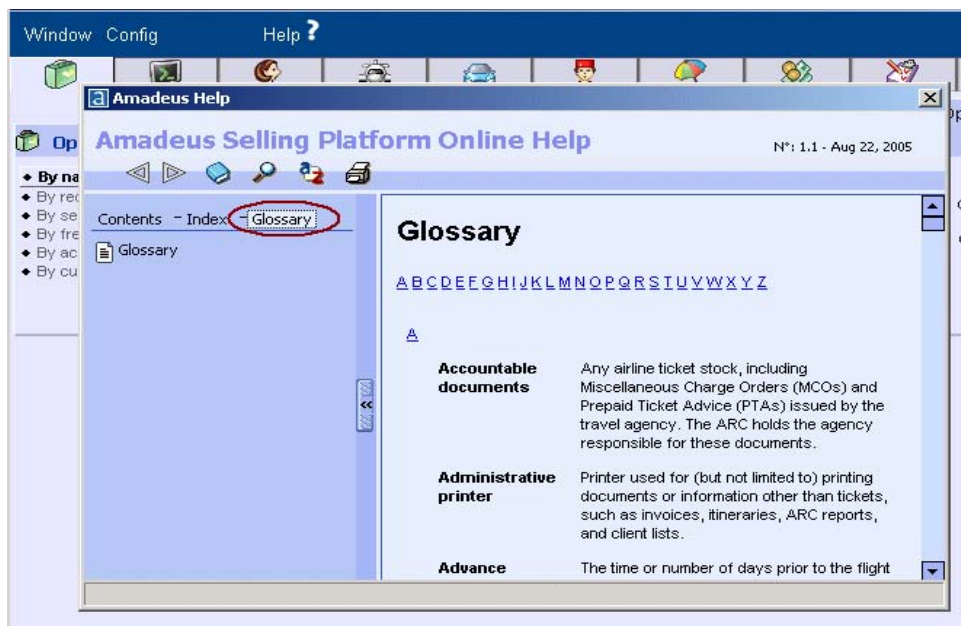 Window Config Help ?
a Amadeus Help
Amadeus Selling Platform Online Help
N°: 1.1 - Aug 22, 2005
Op
By na
By rec
By se
By fre
By ac
By cu
Contents - Index - Glossary
Glossary
Glossary
A B C D E F G H I J K L M N O P Q R S T U V W X Y Z
A
Accountable documents
Any airline ticket stock, including
Miscellaneous Charge Orders (MCOs) and
Prepaid Ticket Advice (PTAs) issued by the
travel agency. The ARC holds the agency
responsible for these documents.
Administrative printer
Printer used for (but not limited to) printing
documents or information other than tickets,
such as invoices, itineraries, ARC reports,
and client lists.
Advance
The time or number of days prior to the flight